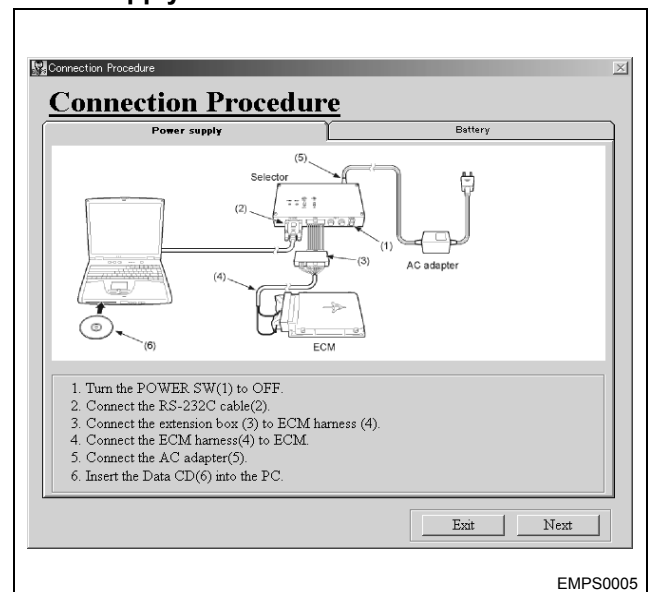 Connection Procedure
Connection Procedure
Power supply
Battery
(5)
Selector
(2)
(1)
(3)
AC adapter
(4)
(6)
ECM
1. Turn the POWER SW(1) to OFF.
2. Connect the RS-232C cable(2).
3. Connect the extension box (3) to ECM harness (4).
4. Connect the ECM harness(4) to ECM.
5. Connect the AC adapter(5).
6. Insert the Data CD(6) into the PC.
Exit
Next
EMPS0005